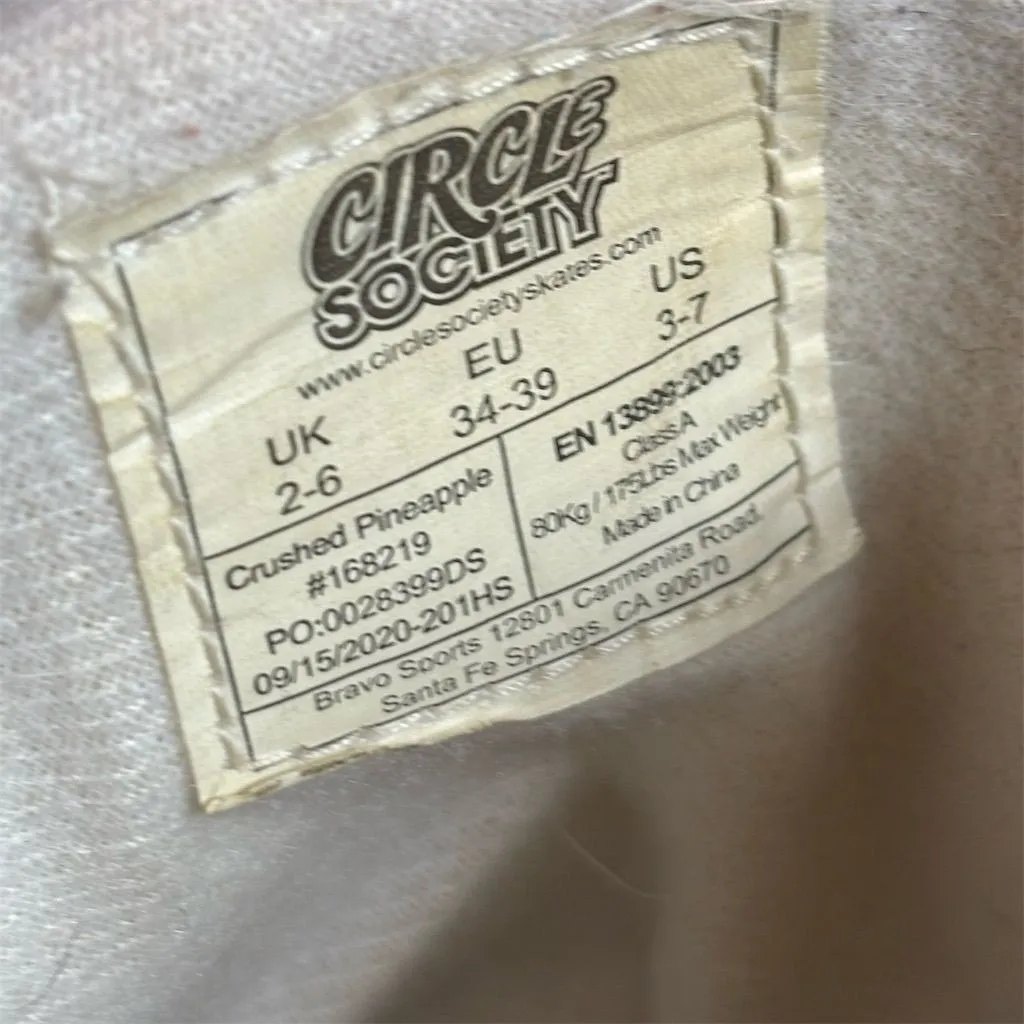 CIRCLE
SOCIETY
www.circlesocietyskates.com
UK EU US
2-6 34-39 3-7
Crushed Pineapple
#168219
PO:0028399DS
09/15/2020-201HS
EN 13899:2003
Class A
80Kg / 175Lbs Max Weight
Made in China
Bravo Sports 12801 Carmenita Road,
Santa Fe Springs, CA 90670